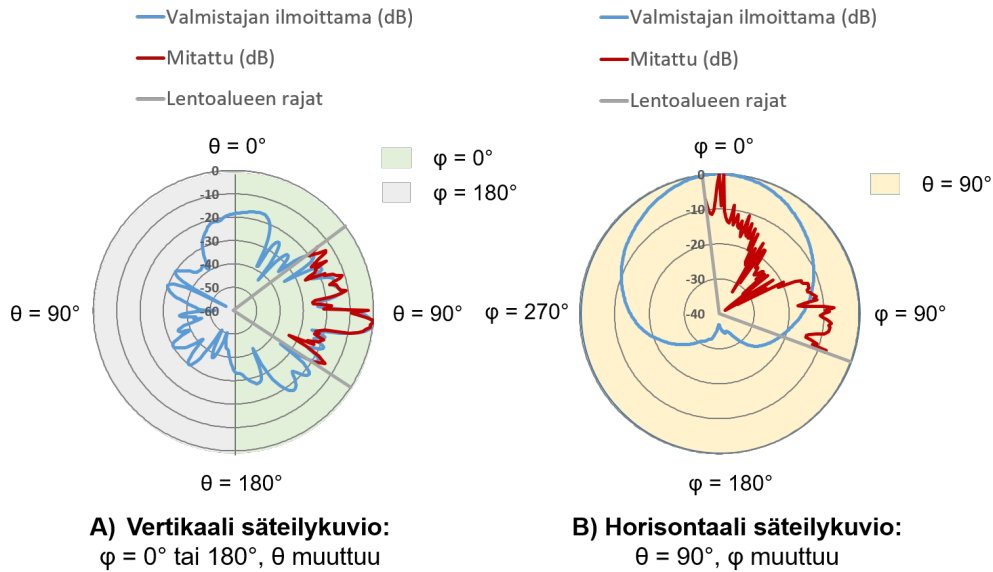 Valmistajan ilmoittama (dB)
Mitattu (dB)
Lentoalueen rajat
θ = 0°
φ = 0°
φ = 180°
0
-10
-20
-30
-40
-50
-60
θ = 90°
θ = 90°
θ = 180°
A) Vertikaali säteilykuvio:
φ = 0° tai 180°, θ muuttuu
Valmistajan ilmoittama (dB)
Mitattu (dB)
Lentoalueen rajat
φ = 0°
θ = 90°
0
-10
-20
-30
-40
φ = 270°
φ = 90°
φ = 180°
B) Horisontaali säteilykuvio:
θ = 90°, φ muuttuu